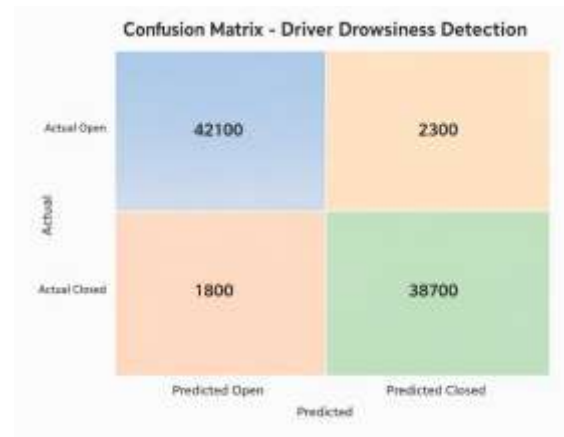 Confusion Matrix - Driver Drowsiness Detection
Actual Open
42100
2300
Actual
Actual Closed
1800
38700
Predicted Open
Predicted Closed
Predicted